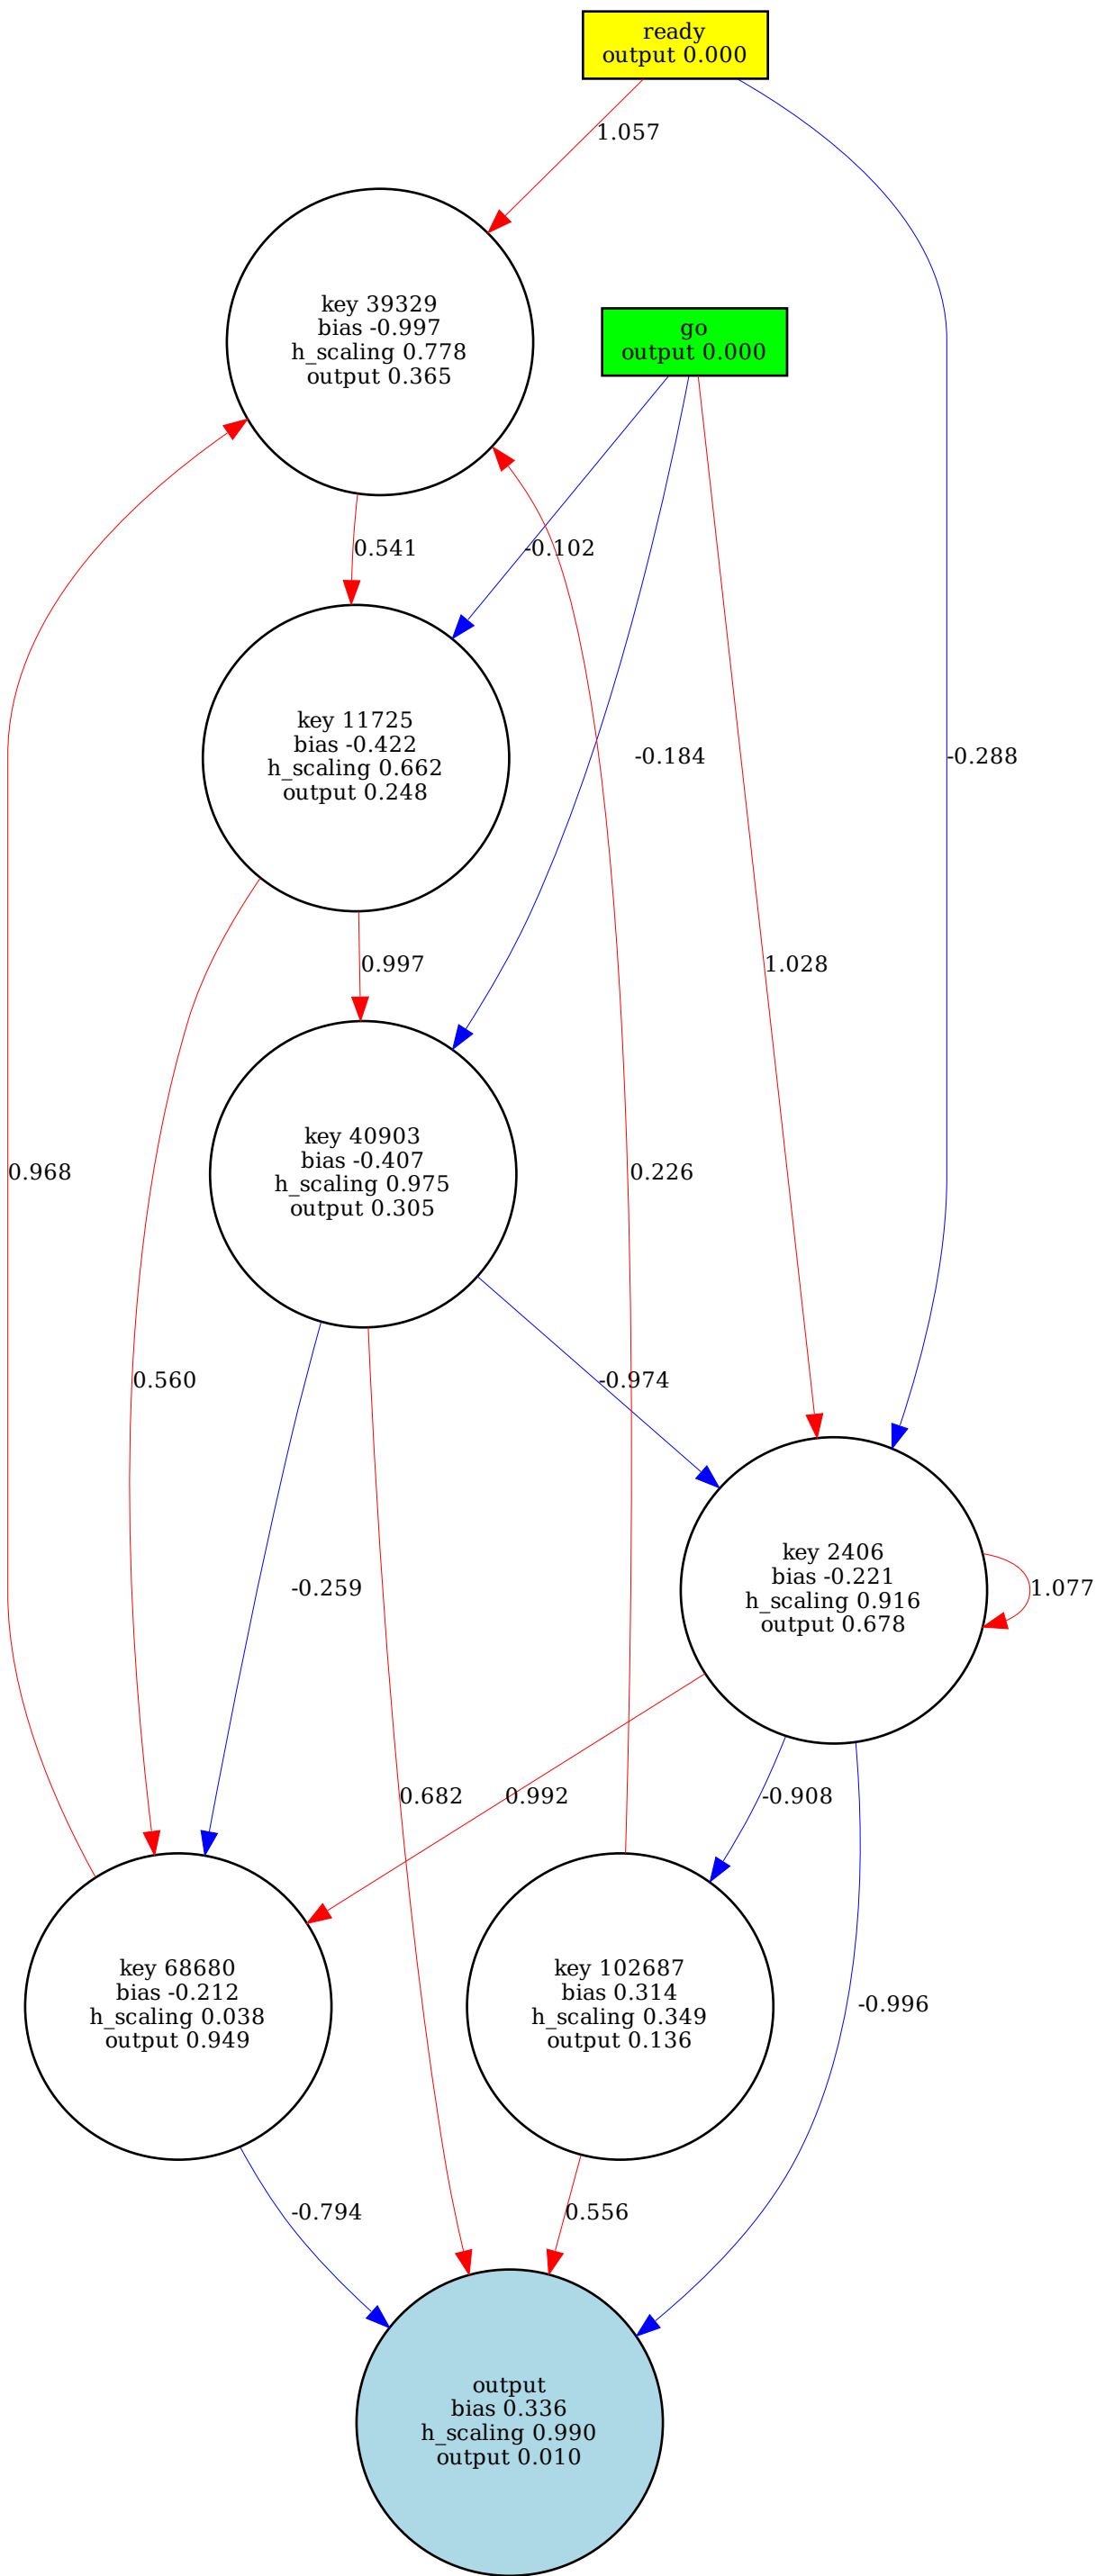 ready
output 0.000
1.057
key 39329
bias -0.997
h_scaling 0.778
output 0.365
go
output 0.000
0.541
-0.102
key 11725
bias -0.422
h_scaling 0.662
output 0.248
-0.184
-0.288
0.997
1.028
key 40903
bias -0.407
h_scaling 0.975
output 0.305
0.968
0.226
0.560
-0.974
key 2406
bias -0.221
h_scaling 0.916
output 0.678
-0.259
1.077
0.682
0.992
-0.908
key 68680
bias -0.212
h_scaling 0.038
output 0.949
key 102687
bias 0.314
h_scaling 0.349
output 0.136
-0.996
-0.794
0.556
output
bias 0.336
h_scaling 0.990
output 0.010